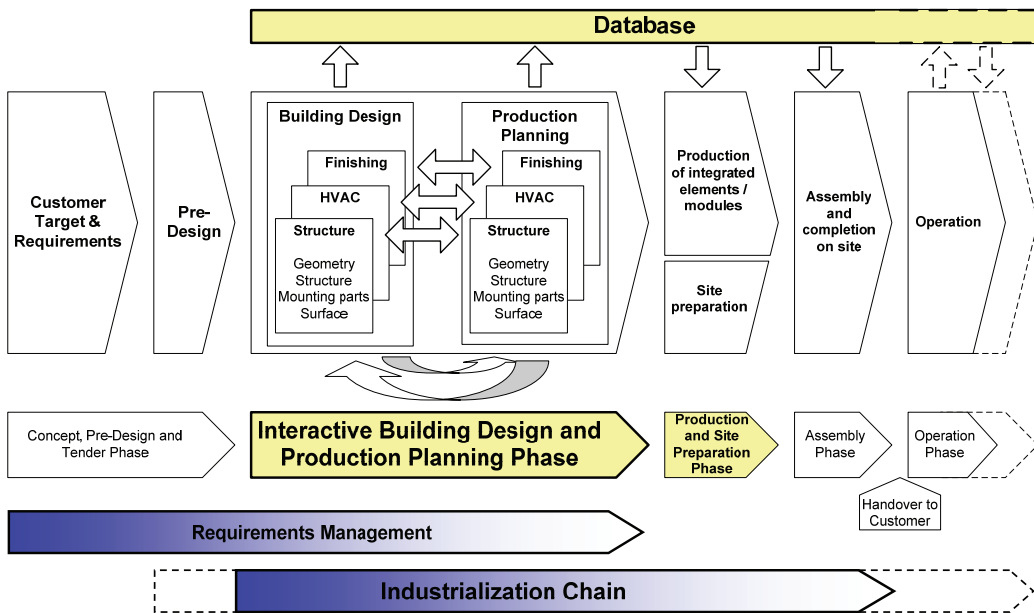 Database
Customer
Target &
Requirements
Pre-
Design
Building Design
Finishing
HVAC
Structure
Geometry
Structure
Mounting parts
Surface
Production
Planning
Finishing
HVAC
Structure
Geometry
Structure
Mounting parts
Surface
Production
of integrated
elements /
modules
Site
preparation
Assembly
and
completion
on site
Operation
Concept, Pre-Design and
Tender Phase
Interactive Building Design and
Production Planning Phase
Production
and Site
Preparation
Phase
Assembly
Phase
Operation
Phase
Handover to
Customer
Requirements Management
Industrialization Chain